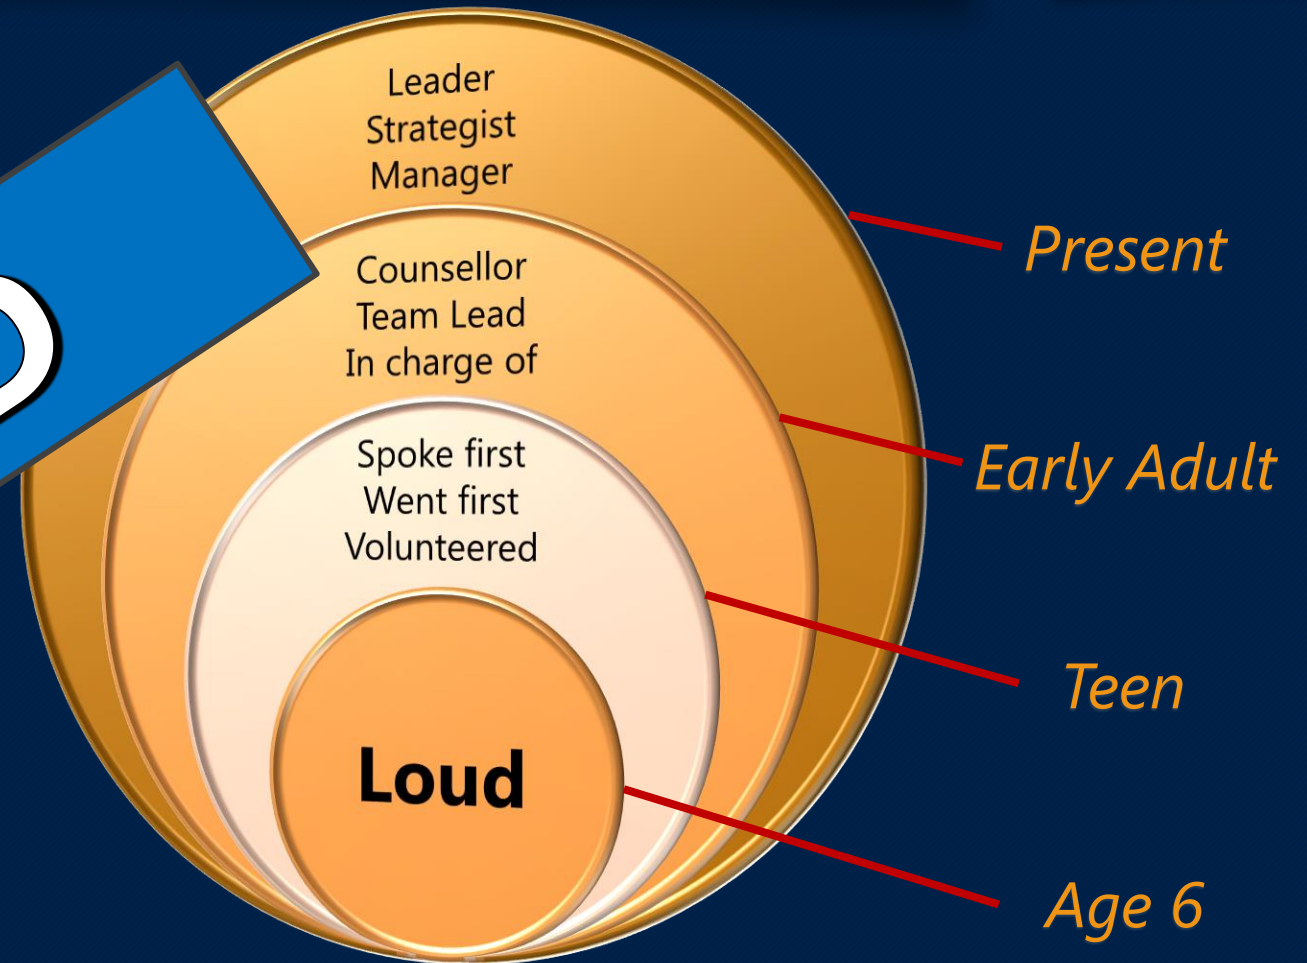 Leader
Strategist
Manager
Present
Counsellor
Team Lead
In charge of
Early Adult
Spoke first
Went first
Volunteered
Teen
Loud
Age 6